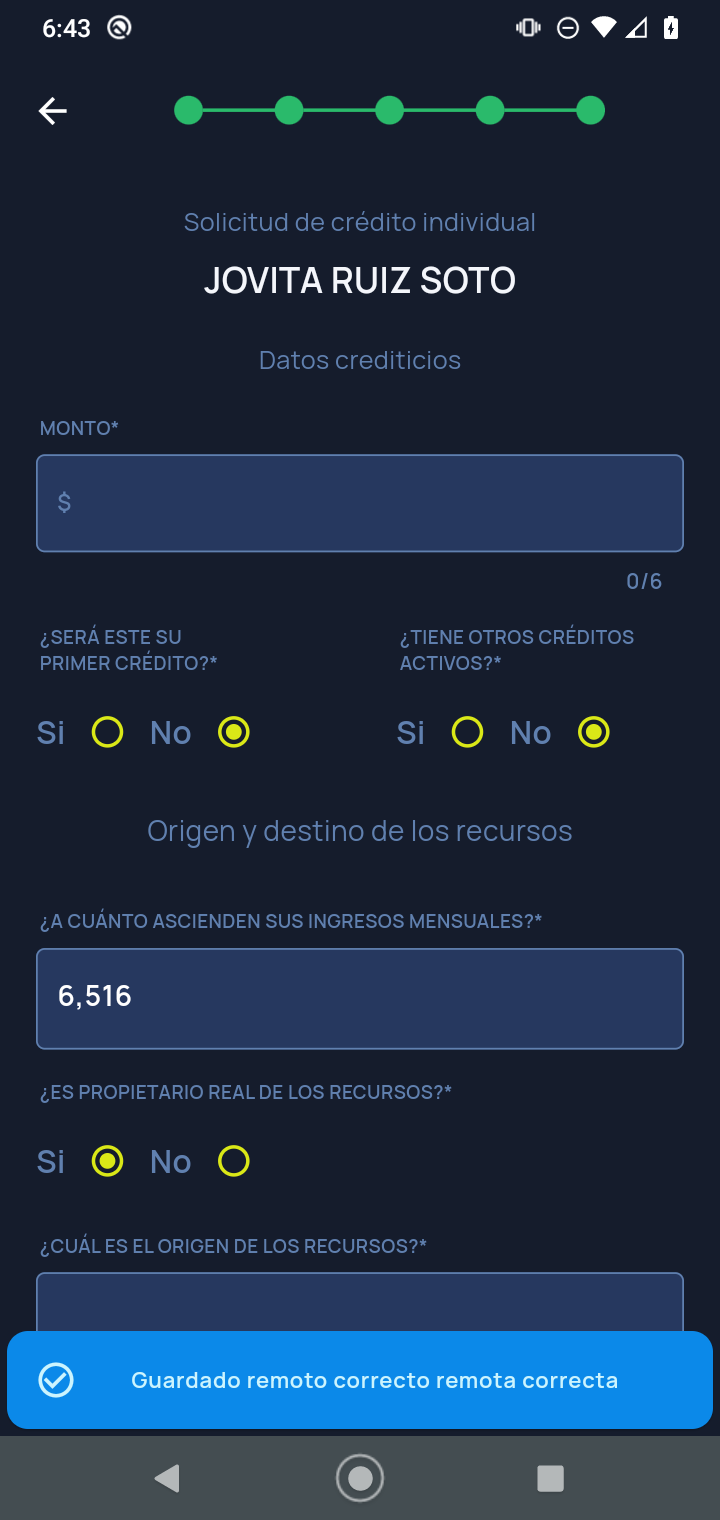 6:43
Solicitud de crédito individual
JOVITA RUIZ SOTO
Datos crediticios
MONTO*
$
0/6
¿SERÁ ESTE SU
PRIMER CRÉDITO?*
¿TIENE OTROS CRÉDITOS
ACTIVOS?*
Si No Si No
Origen y destino de los recursos
¿A CUÁNTO ASCIENDEN SUS INGRESOS MENSUALES?*
6,516
¿ES PROPIETARIO REAL DE LOS RECURSOS?*
Si No
¿CUÁL ES EL ORIGEN DE LOS RECURSOS?*
Guardado remoto correcto remota correcta